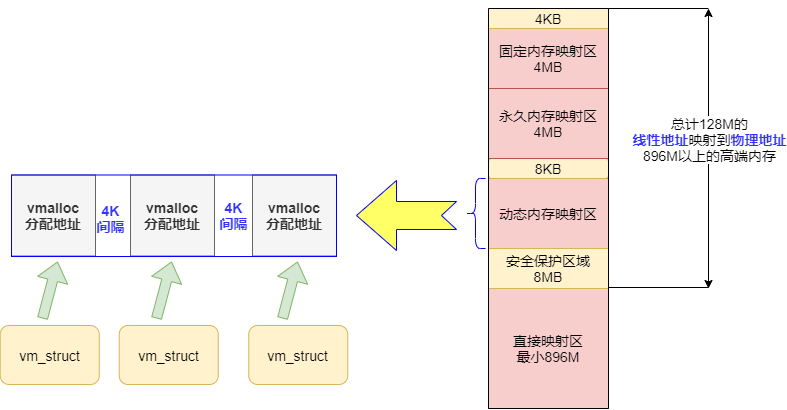 4KB
固定内存映射区
4MB
永久内存映射区
4MB
8KB
动态内存映射区
安全保护区域
8MB
直接映射区
最小896M
总计128M的
线性地址映射到物理地址
896M以上的高端内存
vmalloc
分配地址
4K
间隔
vmalloc
分配地址
4K
间隔
vmalloc
分配地址
vm_struct
vm_struct
vm_struct